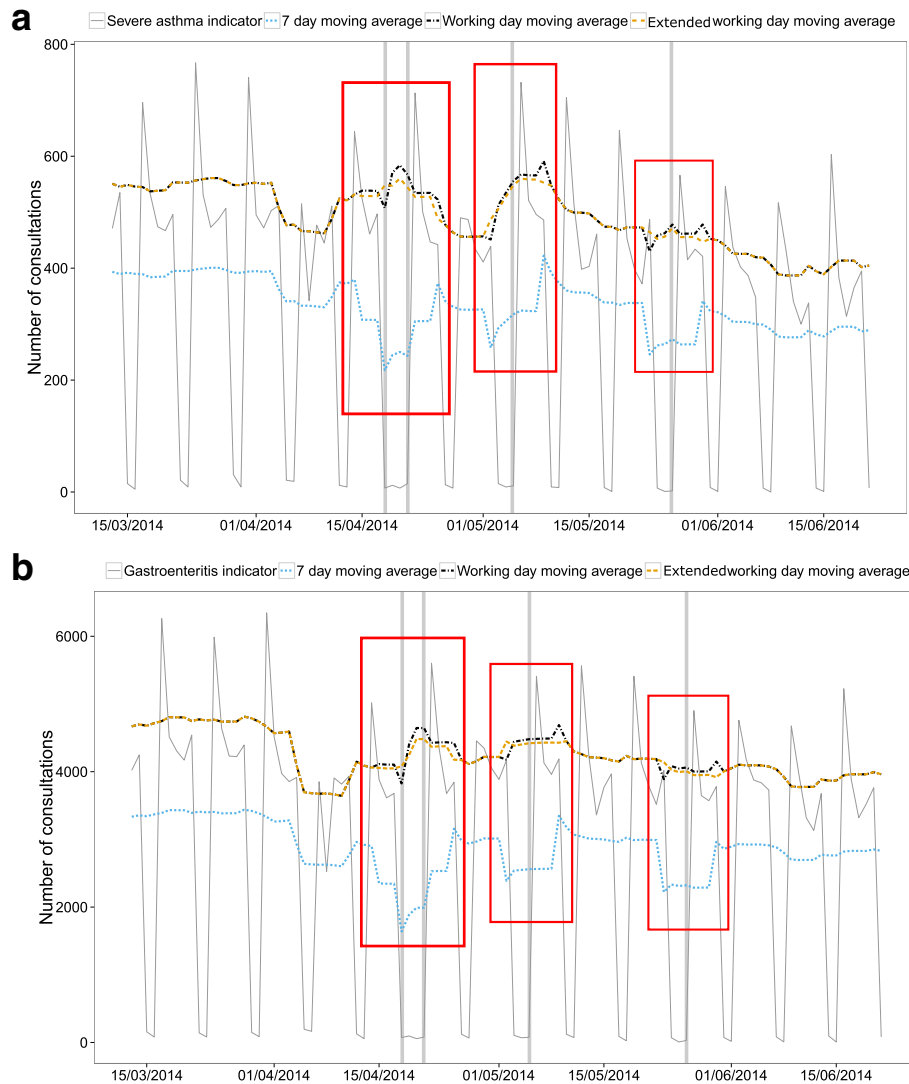 a
Severe asthma indicator 7 day moving average Working day moving average Extended working day moving average
800
600
400
200
0
Number of consultations
15/03/2014 01/04/2014 15/04/2014 01/05/2014 15/05/2014 01/06/2014 15/06/2014
b
Gastroenteritis indicator 7 day moving average Working day moving average Extended working day moving average
6000
4000
2000
0
Number of consultations
15/03/2014 01/04/2014 15/04/2014 01/05/2014 15/05/2014 01/06/2014 15/06/2014